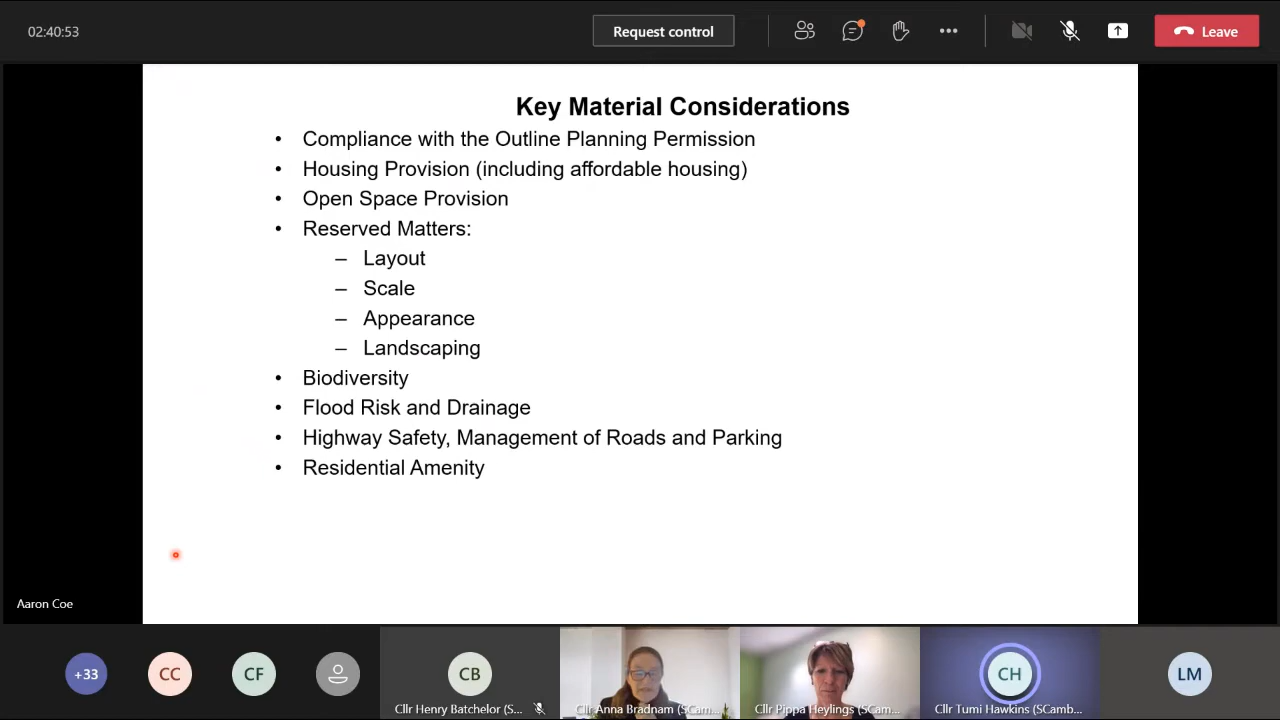 02:40:53
Request control
Leave
Key Material Considerations
• Compliance with the Outline Planning Permission
• Housing Provision (including affordable housing)
• Open Space Provision
• Reserved Matters:
– Layout
– Scale
– Appearance
– Landscaping
• Biodiversity
• Flood Risk and Drainage
• Highway Safety, Management of Roads and Parking
• Residential Amenity
Aaron Coe
+33
CC
CF
CB
CH
LM
Cllr Henry Batchelor (S...
Cllr Anna Bradnam (SCam...
Cllr Pippa Heylings (SCam...
Cllr Tumi Hawkins (SCamb...